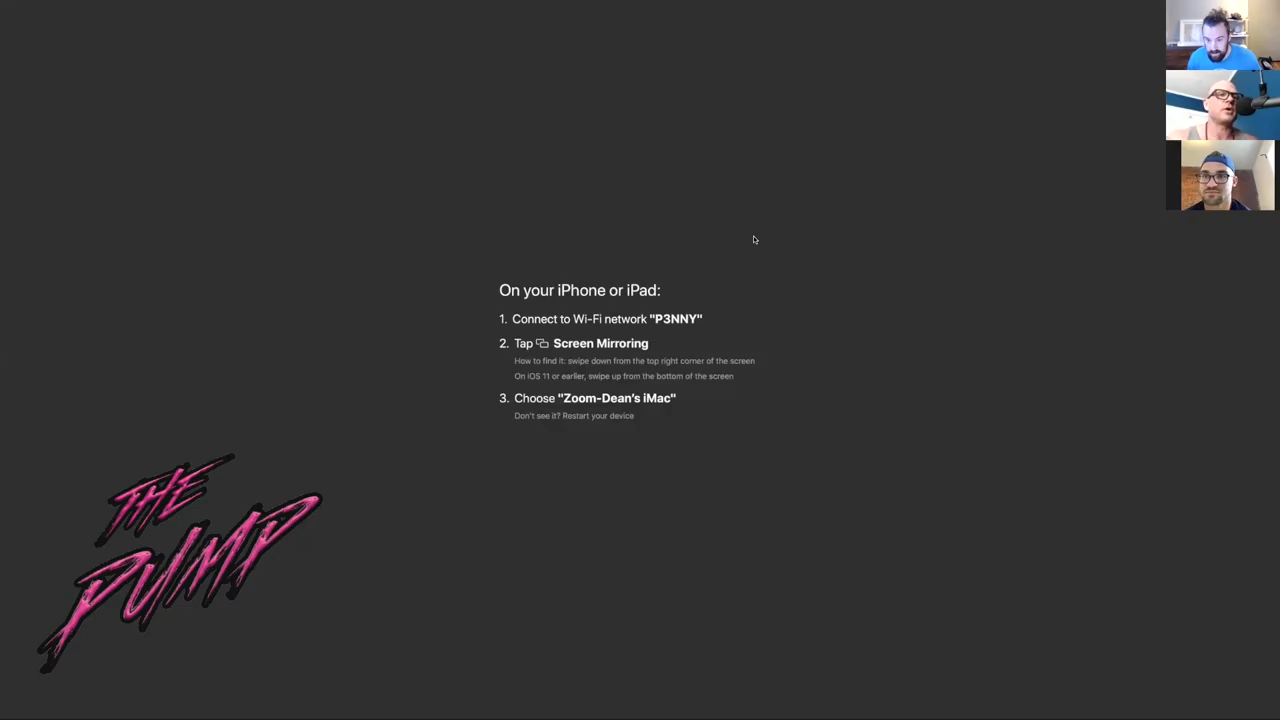 On your iPhone or iPad:
1. Connect to Wi-Fi network "P3NNY"
2. Tap Screen Mirroring
How to find it: swipe down from the top right corner of the screen
On iOS 11 or earlier, swipe up from the bottom of the screen
3. Choose "Zoom-Dean’s iMac"
Don't see it? Restart your device
THE
PUMP